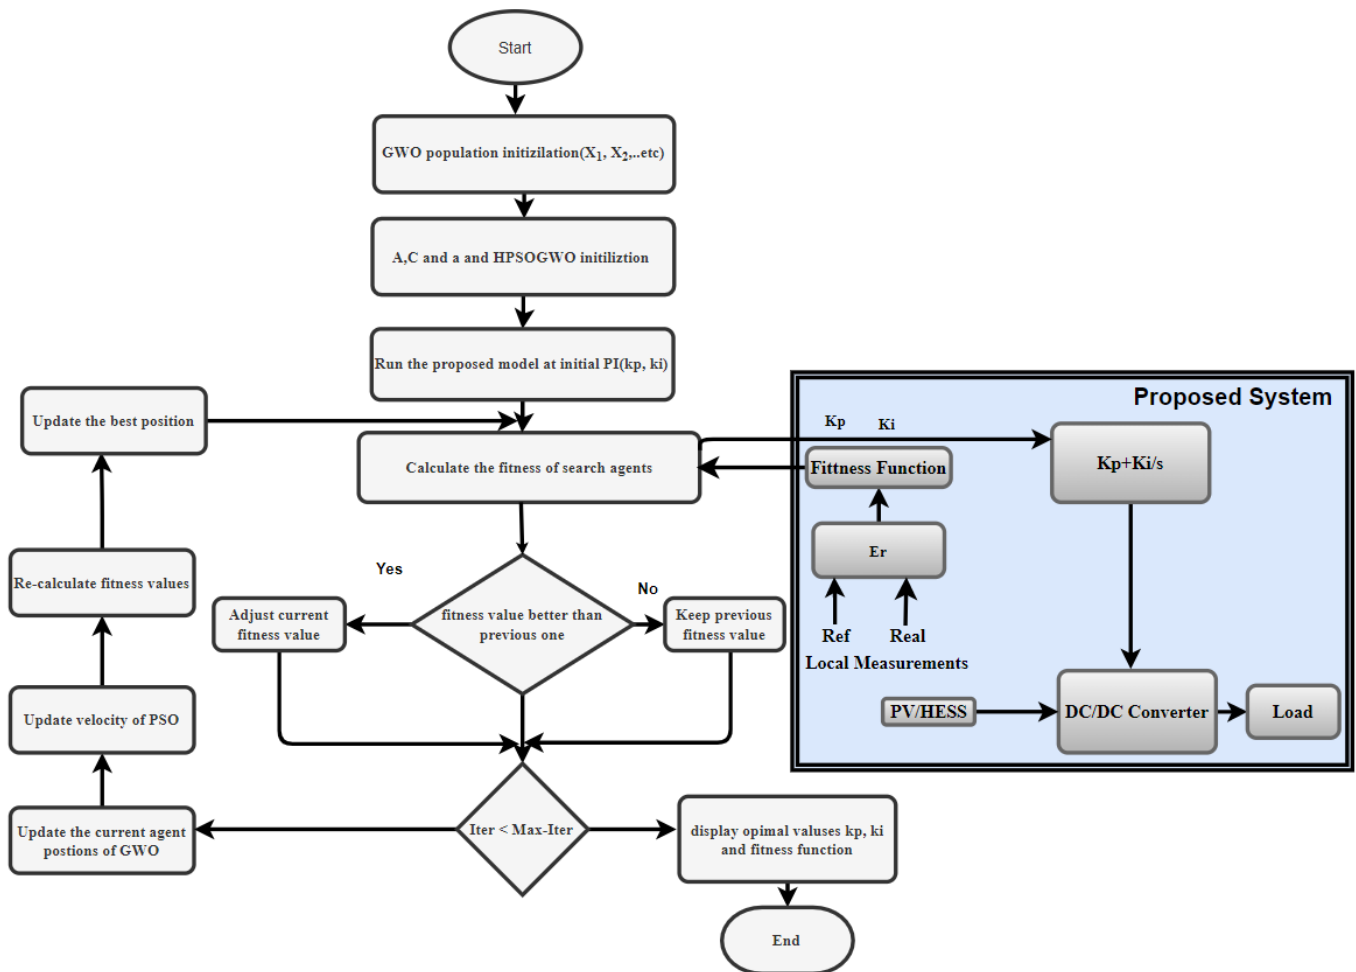 Start
GWO population initizilation(X1, X2,..etc)
A,C and a and HPSOGWO initiliztion
Run the proposed model at initial PI(kp, ki)
Update the best position
Calculate the fitness of search agents
Re-calculate fitness values
Yes
No
Adjust current
fitness value
fitness value better than
previous one
Keep previous
fitness value
Update velocity of PSO
Update the current agent
postions of GWO
Iter < Max-Iter
display opimal valuses kp, ki
and fitness function
End
Proposed System
Kp
Ki
Fittness Function
Kp+Ki/s
Er
Ref
Real
Local Measurements
PV/HESS
DC/DC Converter
Load